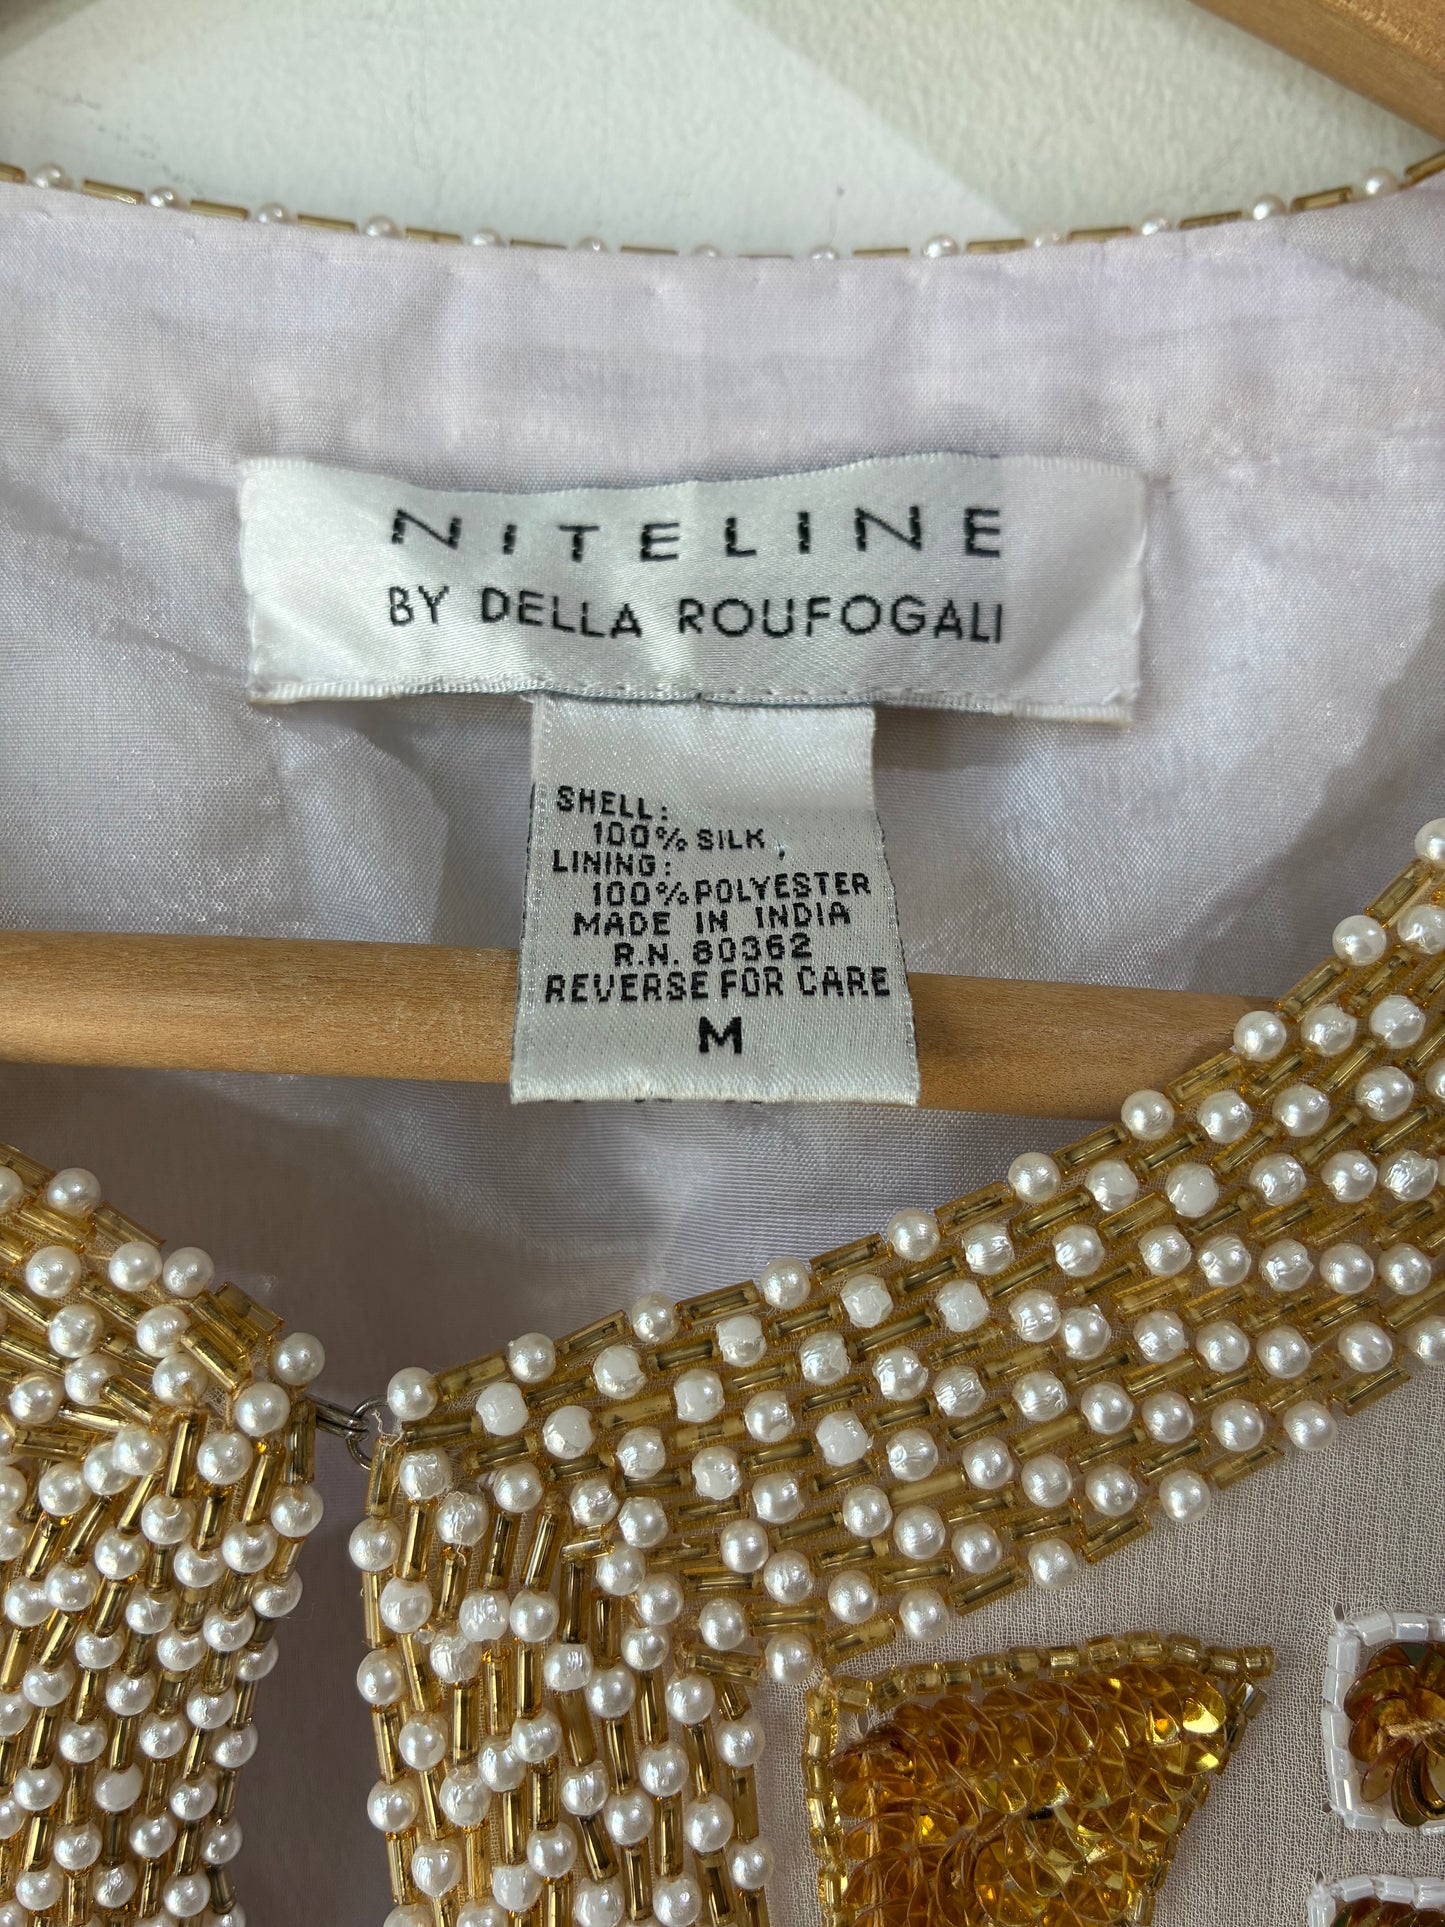 NITELINE
BY DELLA ROUFOGALI
SHELL:
100% SILK,
LINING:
100% POLYESTER
MADE IN INDIA
R.N. 80362
REVERSE FOR CARE
M